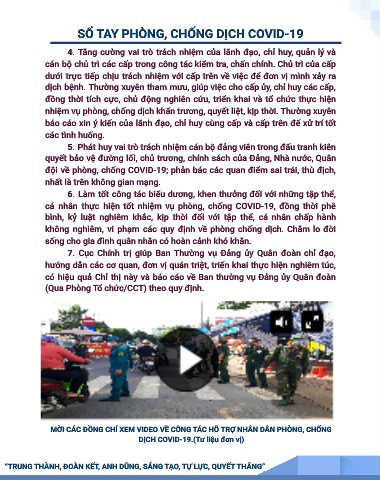 SỔ TAY PHÒNG, CHỐNG DỊCH COVID-19
4. Tăng cường vai trò trách nhiệm của lãnh đạo, chỉ huy, quản lý và
cán bộ chủ trì các cấp trong công tác kiểm tra, chấn chỉnh. Chủ trì của cấp
dưới trực tiếp chịu trách nhiệm với cấp trên về việc để đơn vị mình xảy ra
dịch bệnh. Thường xuyên tham mưu, giúp việc cho cấp ủy, chỉ huy các cấp,
đồng thời tích cực, chủ động nghiên cứu, triển khai và tổ chức thực hiện
nhiệm vụ phòng, chống dịch khẩn trương, quyết liệt, kịp thời. Thường xuyên
báo cáo xin ý kiến của lãnh đạo, chỉ huy cùng cấp và cấp trên để xử trí tốt
các tình huống.
5. Phát huy vai trò trách nhiệm cán bộ đảng viên trong đấu tranh kiên
quyết bảo vệ đường lối, chủ trương, chính sách của Đảng, Nhà nước, Quân
đội về phòng, chống COVID-19; phản bác các quan điểm sai trái, thù địch,
nhất là trên không gian mạng.
6. Làm tốt công tác biểu dương, khen thưởng đối với những tập thể,
cá nhân thực hiện tốt nhiệm vụ phòng, chống COVID-19, đồng thời phê
bình, kỷ luật nghiêm khắc, kịp thời đối với tập thể, cá nhân chấp hành
không nghiêm, vi phạm các quy định về phòng chống dịch. Chăm lo đời
sống cho gia đình quân nhân có hoàn cảnh khó khăn.
7. Cục Chính trị giúp Ban Thường vụ Đảng ủy Quân đoàn chỉ đạo,
hướng dẫn các cơ quan, đơn vị quán triệt, triển khai thực hiện nghiêm túc,
có hiệu quả Chỉ thị này và báo cáo về Ban Thường vụ Đảng ủy Quân đoàn
(Qua Phòng Tổ chức/CCT) theo quy định.
MỜI CÁC ĐỒNG CHÍ XEM VIDEO VỀ CÔNG TÁC HỖ TRỢ NHÂN DÂN PHÒNG, CHỐNG
DỊCH COVID-19.(Tư liệu đơn vị)
"TRUNG THÀNH, ĐOÀN KẾT, ANH DŨNG, SÁNG TẠO, TỰ LỰC, QUYẾT THẮNG"